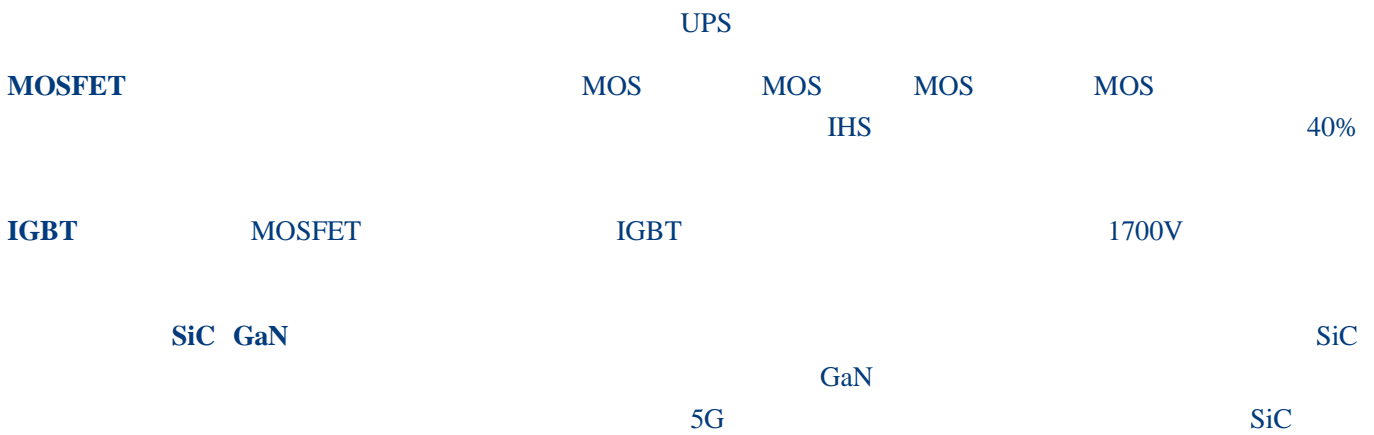 UPS
MOSFET MOS MOS MOS MOS
IHS 40%
IGBT MOSFET IGBT 1700V
SiC GaN SiC
GaN
5G SiC